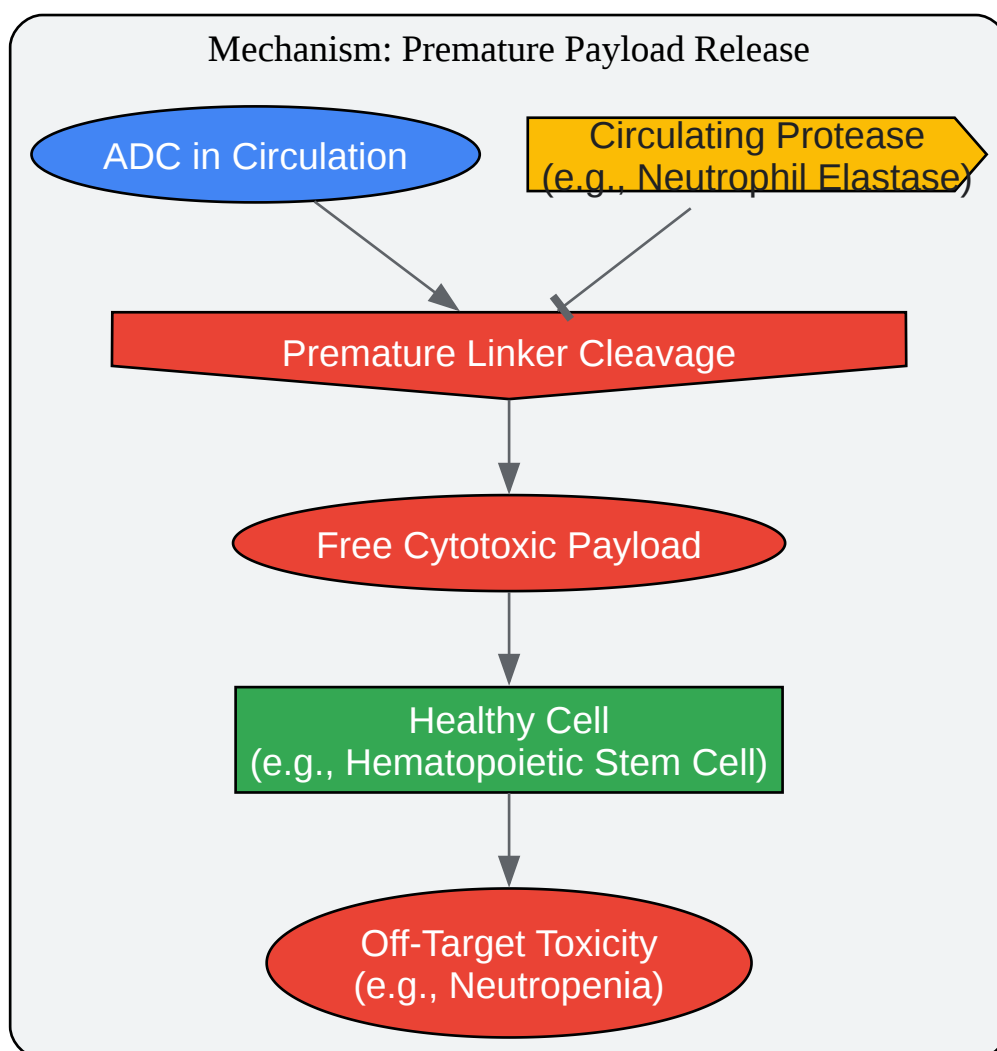 Mechanism: Premature Payload Release
ADC in Circulation
Circulating Protease
(e.g., Neutrophil Elastase)
Premature Linker Cleavage
Free Cytotoxic Payload
Healthy Cell
(e.g., Hematopoietic Stem Cell)
Off-Target Toxicity
(e.g., Neutropenia)